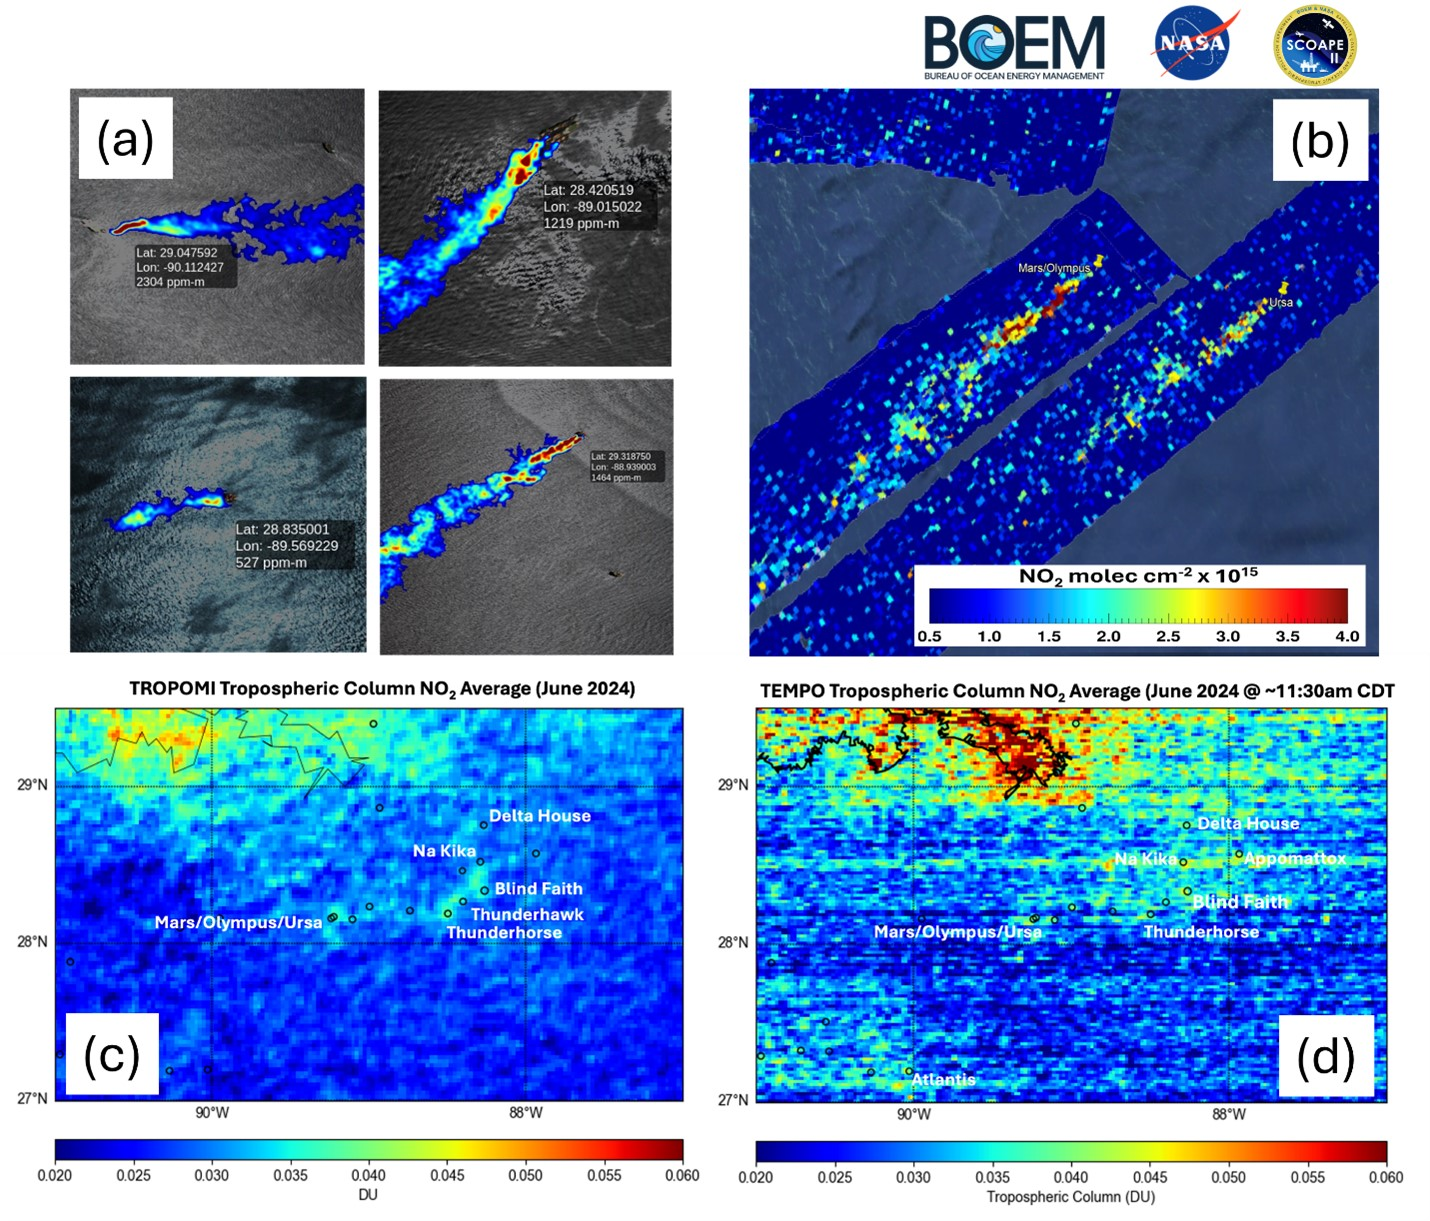 BOEM
BUREAU OF OCEAN ENERGY MANAGEMENT
NASA
SCOAPE
II
(a)
Lat: 29.047592
Lon: -90.112427
2304 ppm-m
Lat: 28.420519
Lon: -89.015022
1219 ppm-m
Lat: 28.835001
Lon: -89.569229
527 ppm-m
Lat: 29.318750
Lon: -88.939003
1464 ppm-m
(b)
Mars/Olympus
Ursa
NO₂ molec cm⁻² x 10¹⁵
0.5 1.0 1.5 2.0 2.5 3.0 3.5 4.0
TROPOMI Tropospheric Column NO₂ Average (June 2024)
29°N
28°N
27°N
Delta House
Na Kika
Blind Faith
Mars/Olympus/Ursa
Thunderhawk
Thunderhorse
(c)
90°W 88°W
0.020 0.025 0.030 0.035 0.040 0.045 0.050 0.055 0.060
DU
TEMPO Tropospheric Column NO₂ Average (June 2024 @ ~11:30am CDT
29°N
28°N
27°N
Delta House
Na Kika
Appomattox
Blind Faith
Mars/Olympus/Ursa
Thunderhorse
Atlantis
(d)
90°W 88°W
0.020 0.025 0.030 0.035 0.040 0.045 0.050 0.055 0.060
Tropospheric Column (DU)